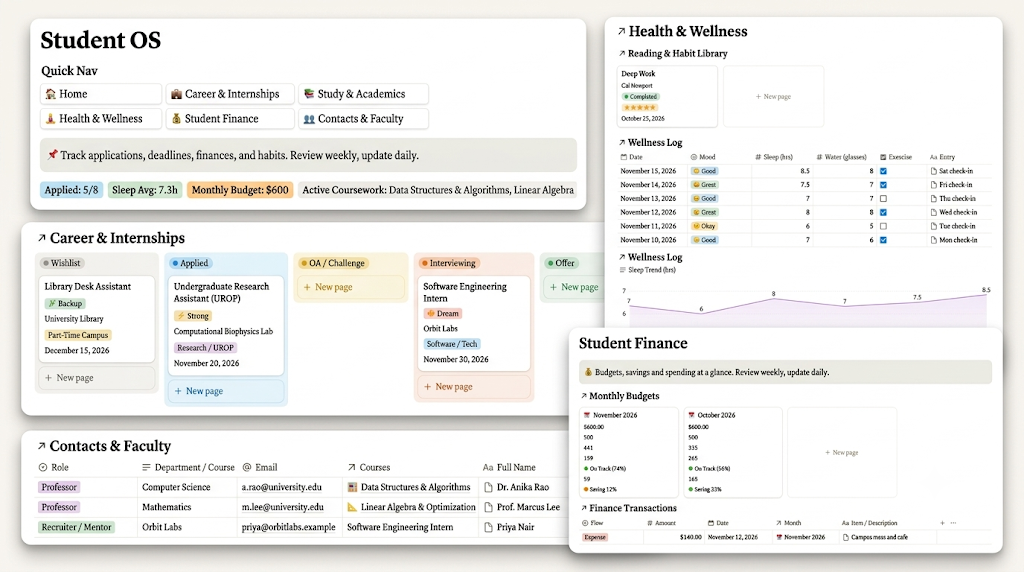 Student OS
Quick Nav
Home
Career & Internships
Study & Academics
Health & Wellness
Student Finance
Contacts & Faculty
Track applications, deadlines, finances, and habits. Review weekly, update daily.
Applied: 5/8
Sleep Avg: 7.3h
Monthly Budget: $600
Active Coursework: Data Structures & Algorithms, Linear Algebra
↗ Career & Internships
Wishlist
Library Desk Assistant
Backup
University Library
Part-Time Campus
December 15, 2026
+ New page
Applied
Undergraduate Research
Assistant (UROP)
Strong
Computational Biophysics Lab
Research / UROP
November 20, 2026
+ New page
OA / Challenge
+ New page
Interviewing
Software Engineering
Intern
Dream
Orbit Labs
Software / Tech
November 30, 2026
+ New page
Offer
+ New page
↗ Contacts & Faculty
Role Department / Course @ Email ↗ Courses Aa Full Name
Professor Computer Science a.rao@university.edu Data Structures & Algorithms Dr. Anika Rao
Professor Mathematics m.lee@university.edu Linear Algebra & Optimization Prof. Marcus Lee
Recruiter / Mentor Orbit Labs priya@orbitlabs.example Software Engineering Intern Priya Nair
↗ Health & Wellness
↗ Reading & Habit Library
Deep Work
Cal Newport
Completed
★★★★★
October 25, 2026
+ New page
↗ Wellness Log
Date Mood # Sleep (hrs) # Water (glasses) Exercise Aa Entry
November 15, 2026 Good 8.5 8 Sat check-in
November 14, 2026 Great 7.5 7 Fri check-in
November 13, 2026 Good 7 7 Thu check-in
November 12, 2026 Great 8 8 Wed check-in
November 11, 2026 Okay 6 5 Tue check-in
November 10, 2026 Good 7 6 Mon check-in
↗ Wellness Log
Sleep Trend (hrs)
7
6
7 6 8 7 7.5 8.5
Student Finance
Budgets, savings and spending at a glance. Review weekly, update daily.
↗ Monthly Budgets
November 2026
$600.00
500
441
159
On Track (74%)
59
Saving 12%
October 2026
$600.00
500
335
265
On Track (56%)
165
Saving 33%
+ New page
↗ Finance Transactions
Flow # Amount Date ↗ Month Aa Item / Description + ···
Expense $140.00 November 12, 2026 November 2026 Campus mess and cafe